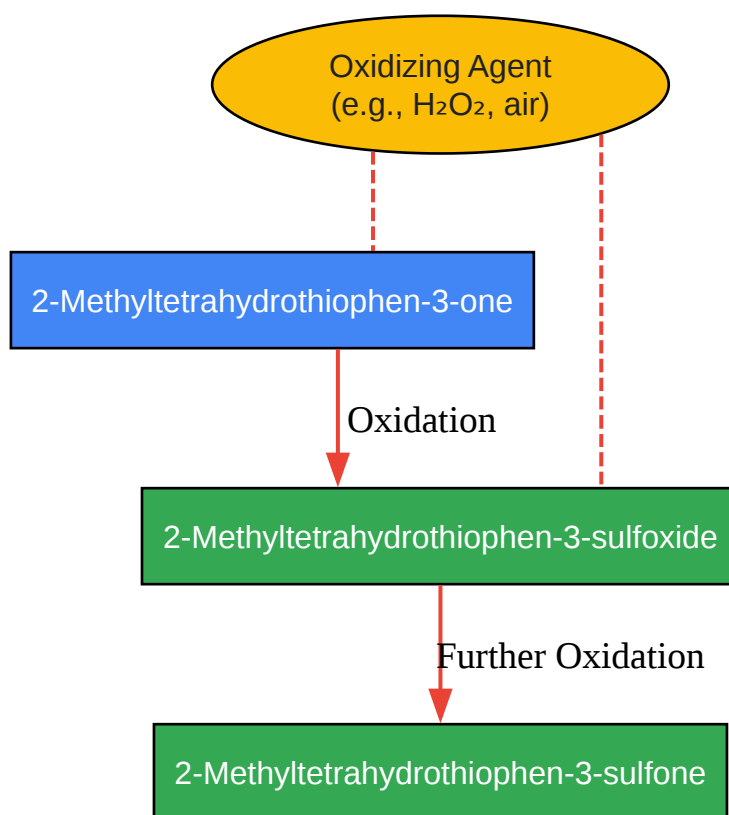 Oxidizing Agent
(e.g., H₂O₂, air)
2-Methyltetrahydrothiophen-3-one
Oxidation
2-Methyltetrahydrothiophen-3-sulfoxide
Further Oxidation
2-Methyltetrahydrothiophen-3-sulfone